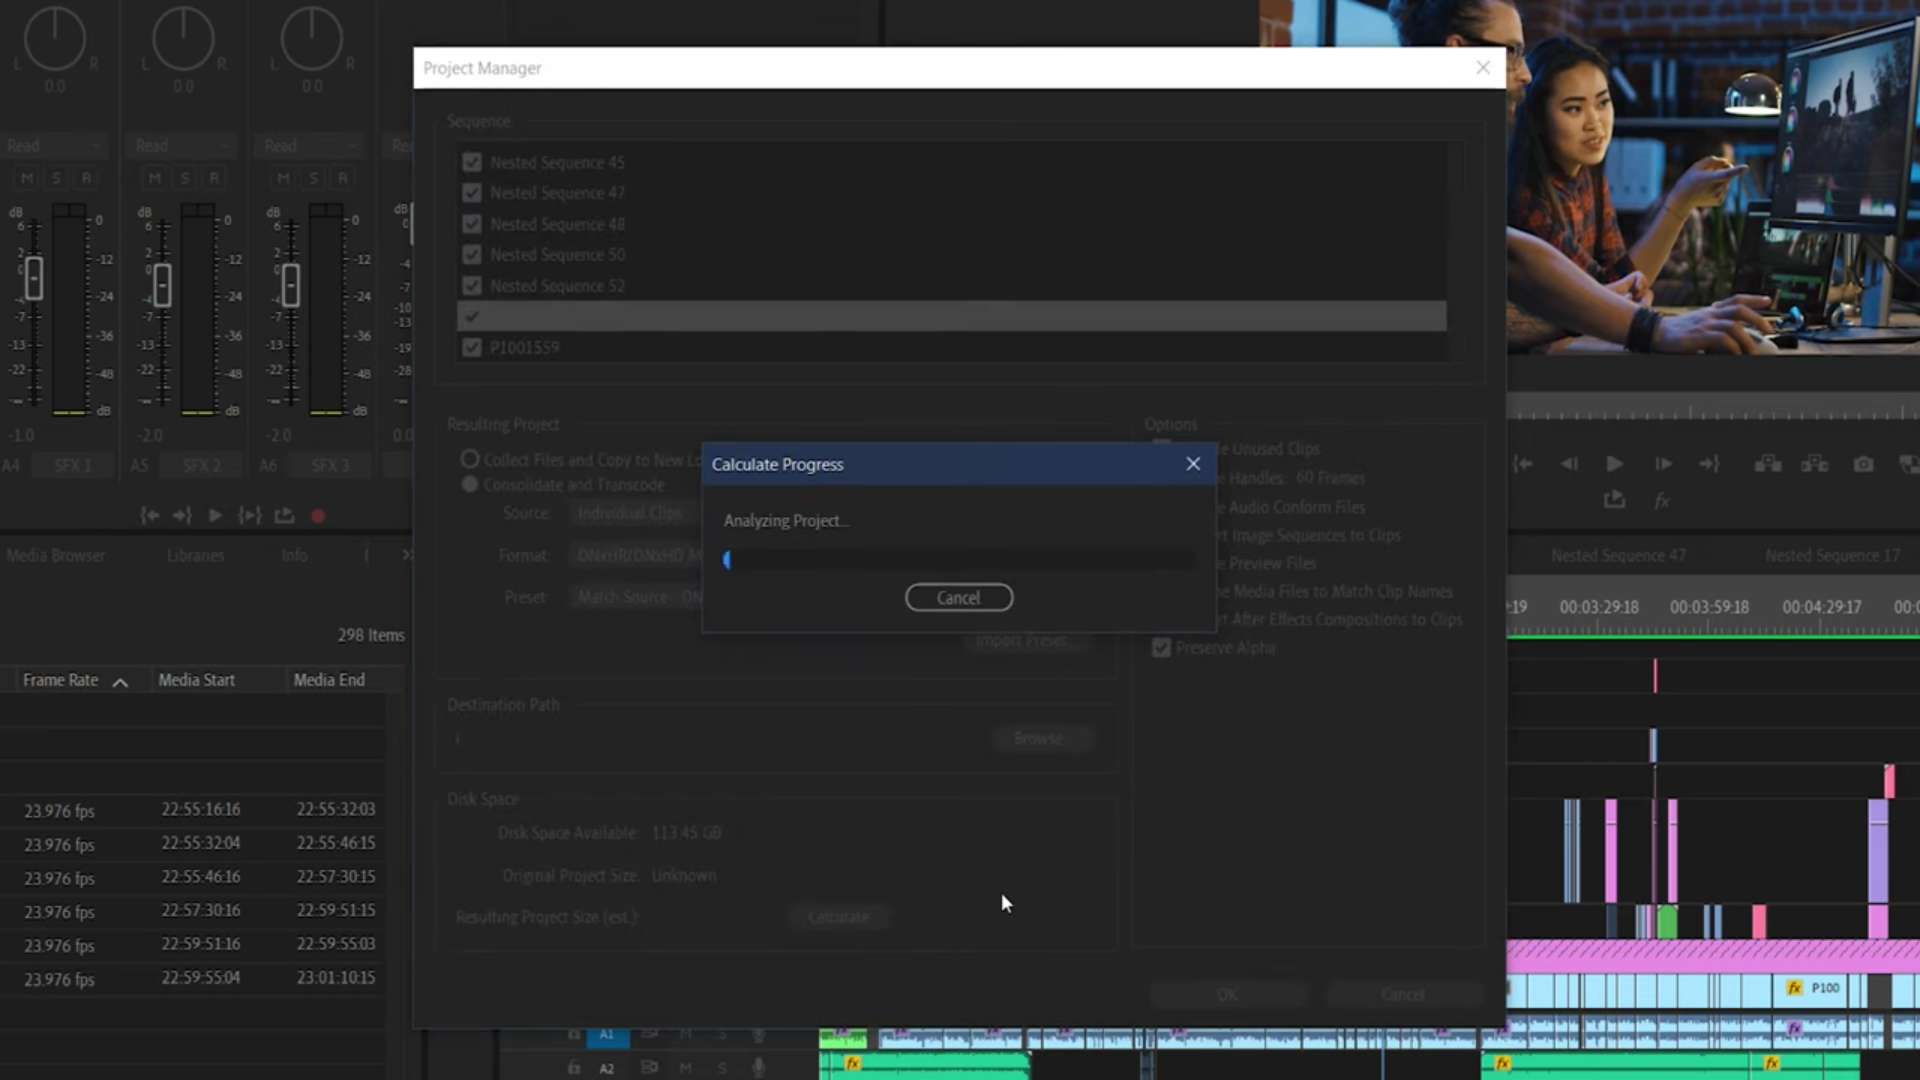 L R L R L R
0.0 0.0 0.0
Read Read Read
M S R M S R M S R
dB dB dB dB
-1.0 -2.0 -2.0 0.0
A4 SFX 1 A5 SFX 2 A6 SFX 3
Media Browser Libraries Info
298 Items
Frame Rate Media Start Media End
23.976 fps 22:55:16:16 22:55:32:03
23.976 fps 22:55:32:04 22:55:46:15
23.976 fps 22:55:46:16 22:57:30:15
23.976 fps 22:57:30:16 22:59:51:15
23.976 fps 22:59:51:16 22:59:55:03
23.976 fps 22:59:55:04 23:01:10:15
Project Manager
Sequence
Nested Sequence 45
Nested Sequence 47
Nested Sequence 48
Nested Sequence 50
Nested Sequence 52
P1001559
Resulting Project
Collect Files and Copy to New Lo
Consolidate and Transcode
Source: Individual Clips
Format: DNxHR/DNxHD M
Preset: Match Source DN
Import Preset...
Calculate Progress
Analyzing Project...
Cancel
Options
e Unused Clips
e Handles: 60 Frames
e Audio Conform Files
rt Image Sequences to Clips
e Preview Files
e Media Files to Match Clip Names
rt After Effects Compositions to Clips
Preserve Alpha
Destination Path
Browse
Disk Space
Disk Space Available: 113.45 GB
Original Project Size: Unknown
Resulting Project Size (est.): Calculate
OK Cancel
Nested Sequence 47 Nested Sequence 17
:19 00:03:29:18 00:03:59:18 00:04:29:17 00:0
fx P100
A1 M S
A2 M S